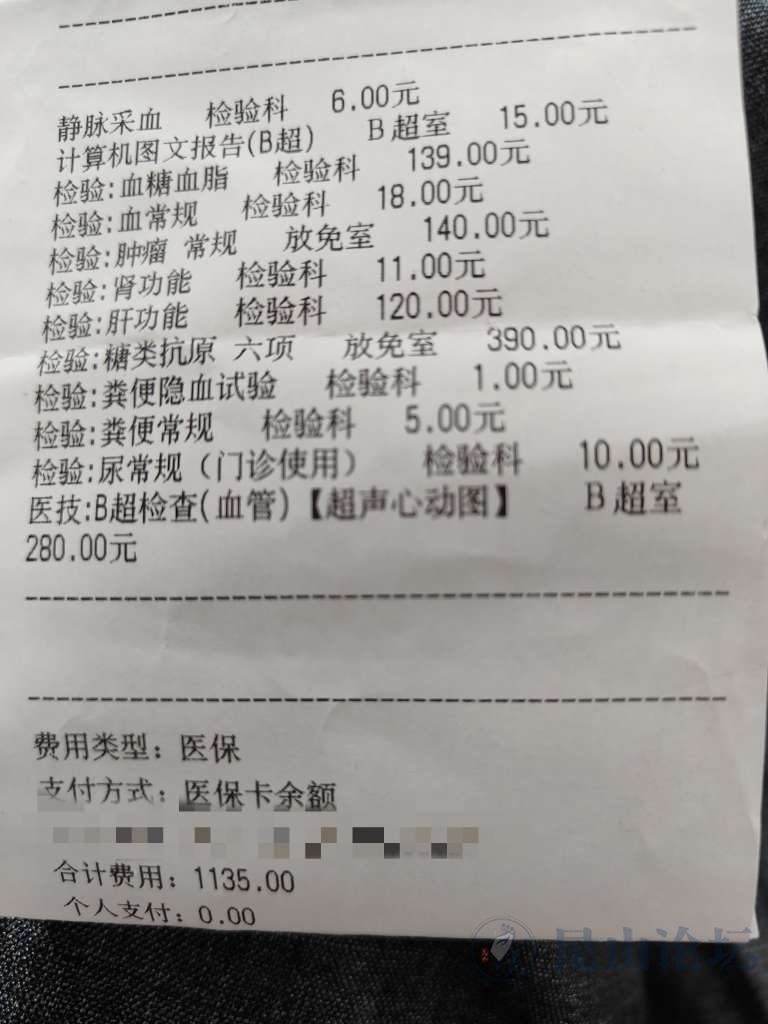 静脉采血 检验科 6.00元
计算机图文报告(B超) B超室 15.00元
检验:血糖血脂 检验科 139.00元
检验:血常规 检验科 18.00元
检验:肿瘤 常规 放免室 140.00元
检验:肾功能 检验科 11.00元
检验:肝功能 检验科 120.00元
检验:糖类抗原 六项 放免室 390.00元
检验:粪便隐血试验 检验科 1.00元
检验:粪便常规 检验科 5.00元
检验:尿常规(门诊使用) 检验科 10.00元
医技:B超检查(血管)【超声心动图】 B超室
280.00元
费用类型: 医保
支付方式: 医保卡余额
合计费用: 1135.00
个人支付: 0.00
昆山论坛